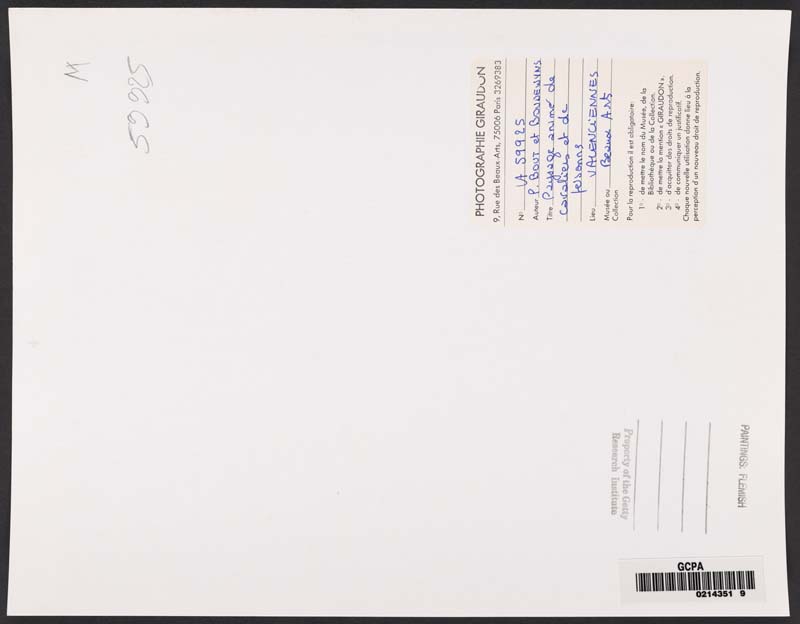 M
59925
PHOTOGRAPHIE GIRAUDON
9, Rue des Beaux-Arts, 75006 Paris 3269383
N° LA 59925
Auteur P. BOUT et BOUDEWYNS
Titre Paysage animé de
cavaliers et de
piétons
Lieu VALENCIENNES
Musée ou Beaux Arts
Collection
Pour la reproduction il est obligatoire:
1° - de mettre le nom du Musée, de la
Bibliothèque ou de la Collection.
2° - de mettre la mention « GIRAUDON ».
3° - d'acquitter des droits de reproduction.
4° - de communiquer un justificatif.
Chaque nouvelle utilisation donne lieu à la
perception d'un nouveau droit de reproduction.
Property of the Getty
Research Institute
PAINTINGS, FLEMISH
GCPA
0214351 9